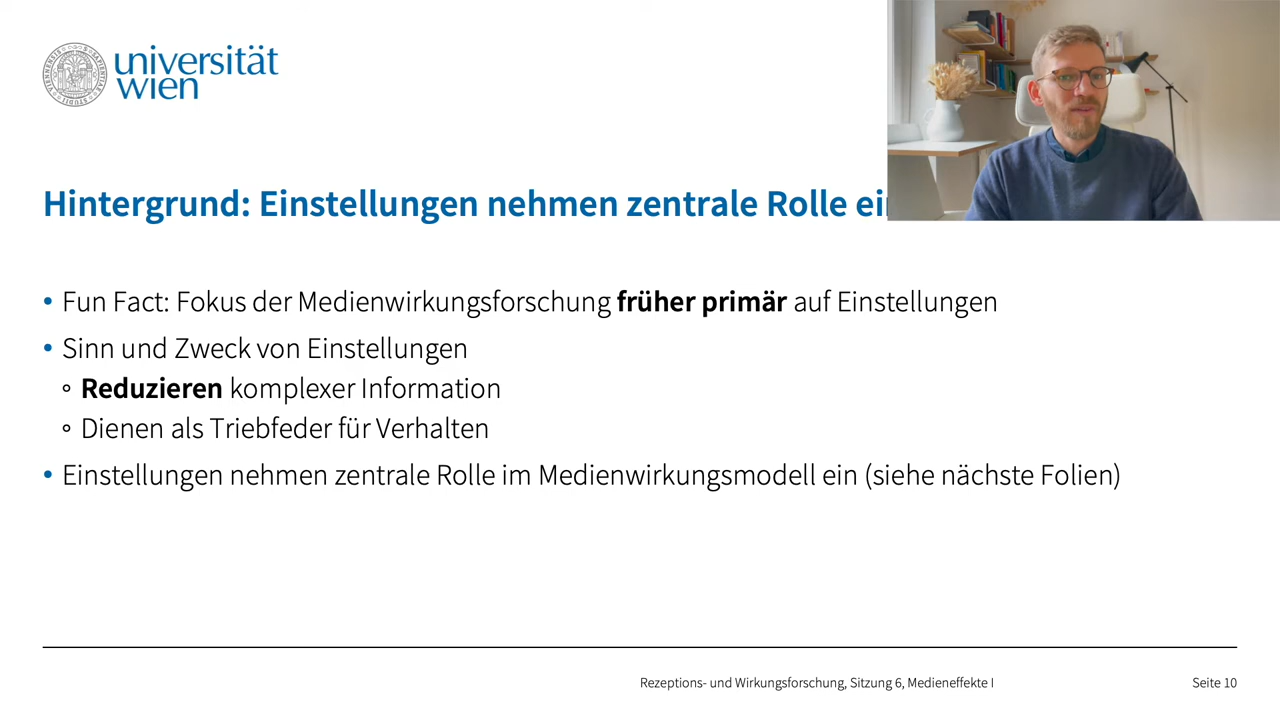 universität
wien
Hintergrund: Einstellungen nehmen zentrale Rolle
• Fun Fact: Fokus der Medienwirkungsforschung früher primär auf Einstellungen
• Sinn und Zweck von Einstellungen
◦ Reduzieren komplexer Information
◦ Dienen als Triebfeder für Verhalten
• Einstellungen nehmen zentrale Rolle im Medienwirkungsmodell ein (siehe nächste Folien)
Rezeptions- und Wirkungsforschung, Sitzung 6, Medieneffekte I
Seite 10